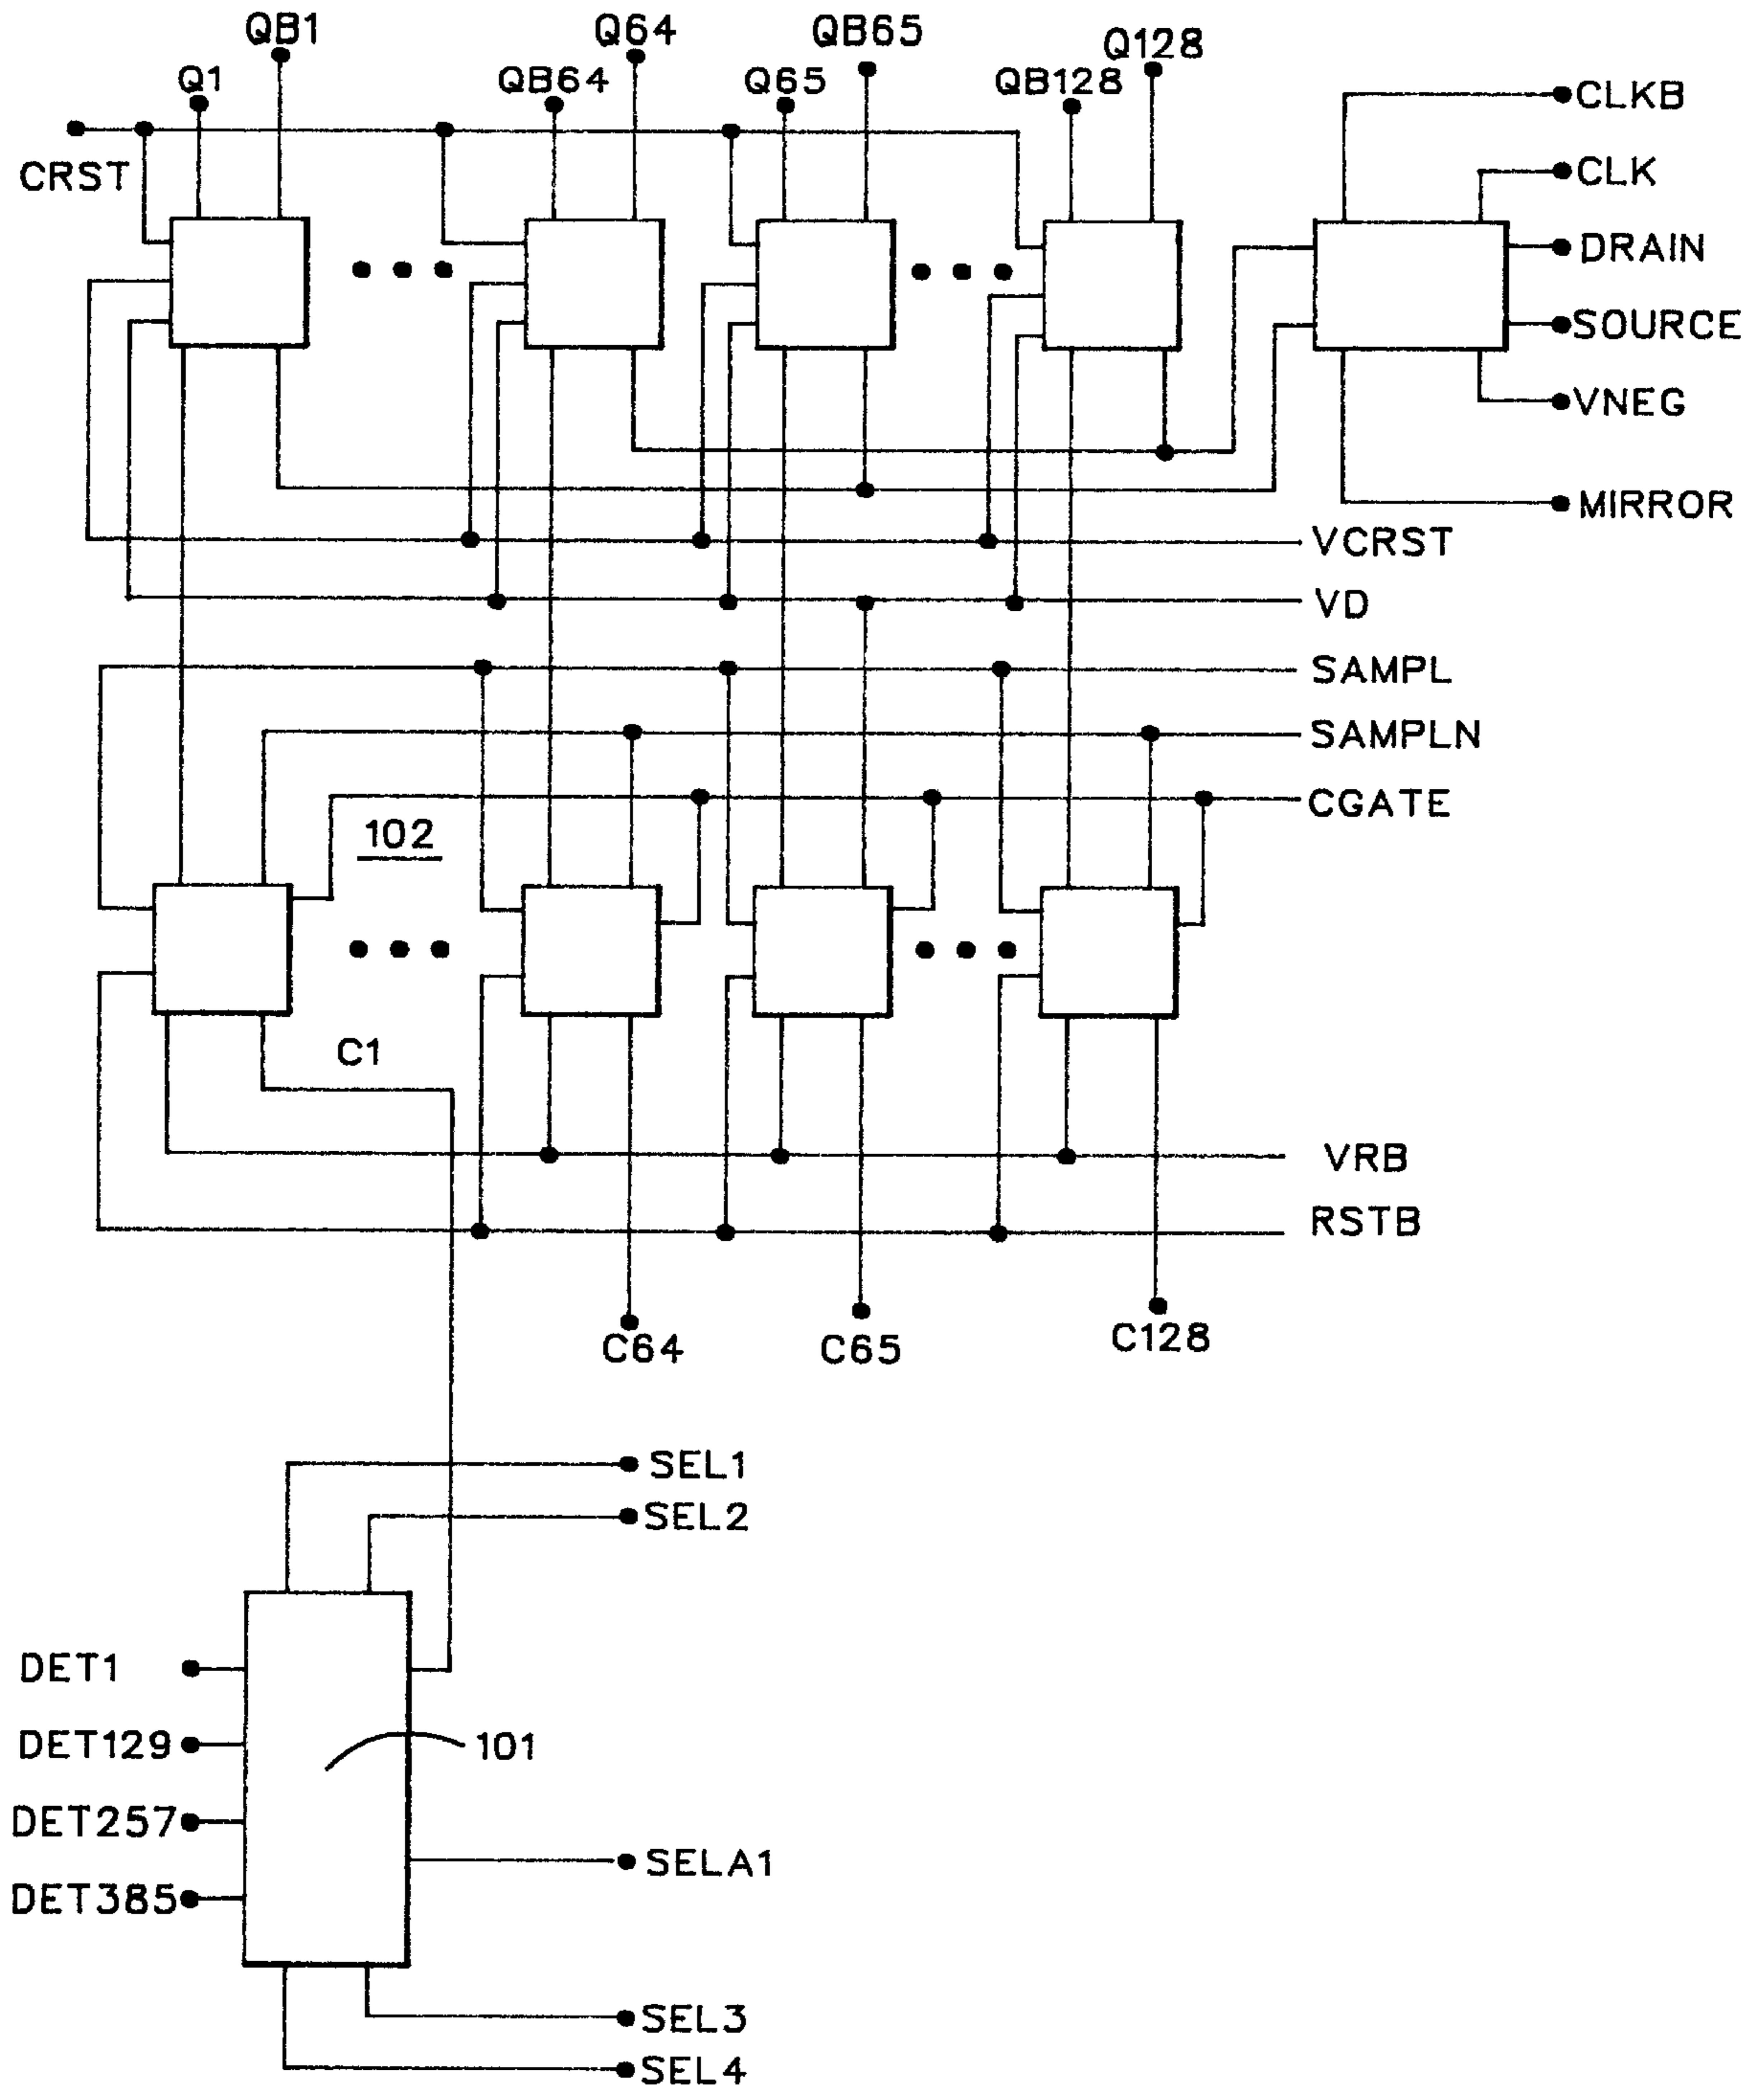 QB1
Q64
QB65
Q128
Q1
QB64
Q65
QB128
CLKB
CRST
CLK
DRAIN
SOURCE
VNEG
MIRROR
VCRST
VD
SAMPL
SAMPLN
CGATE
102
C1
VRB
RSTB
C64
C65
C128
SEL1
SEL2
DET1
DET129
101
DET257
SELA1
DET385
SEL3
SEL4